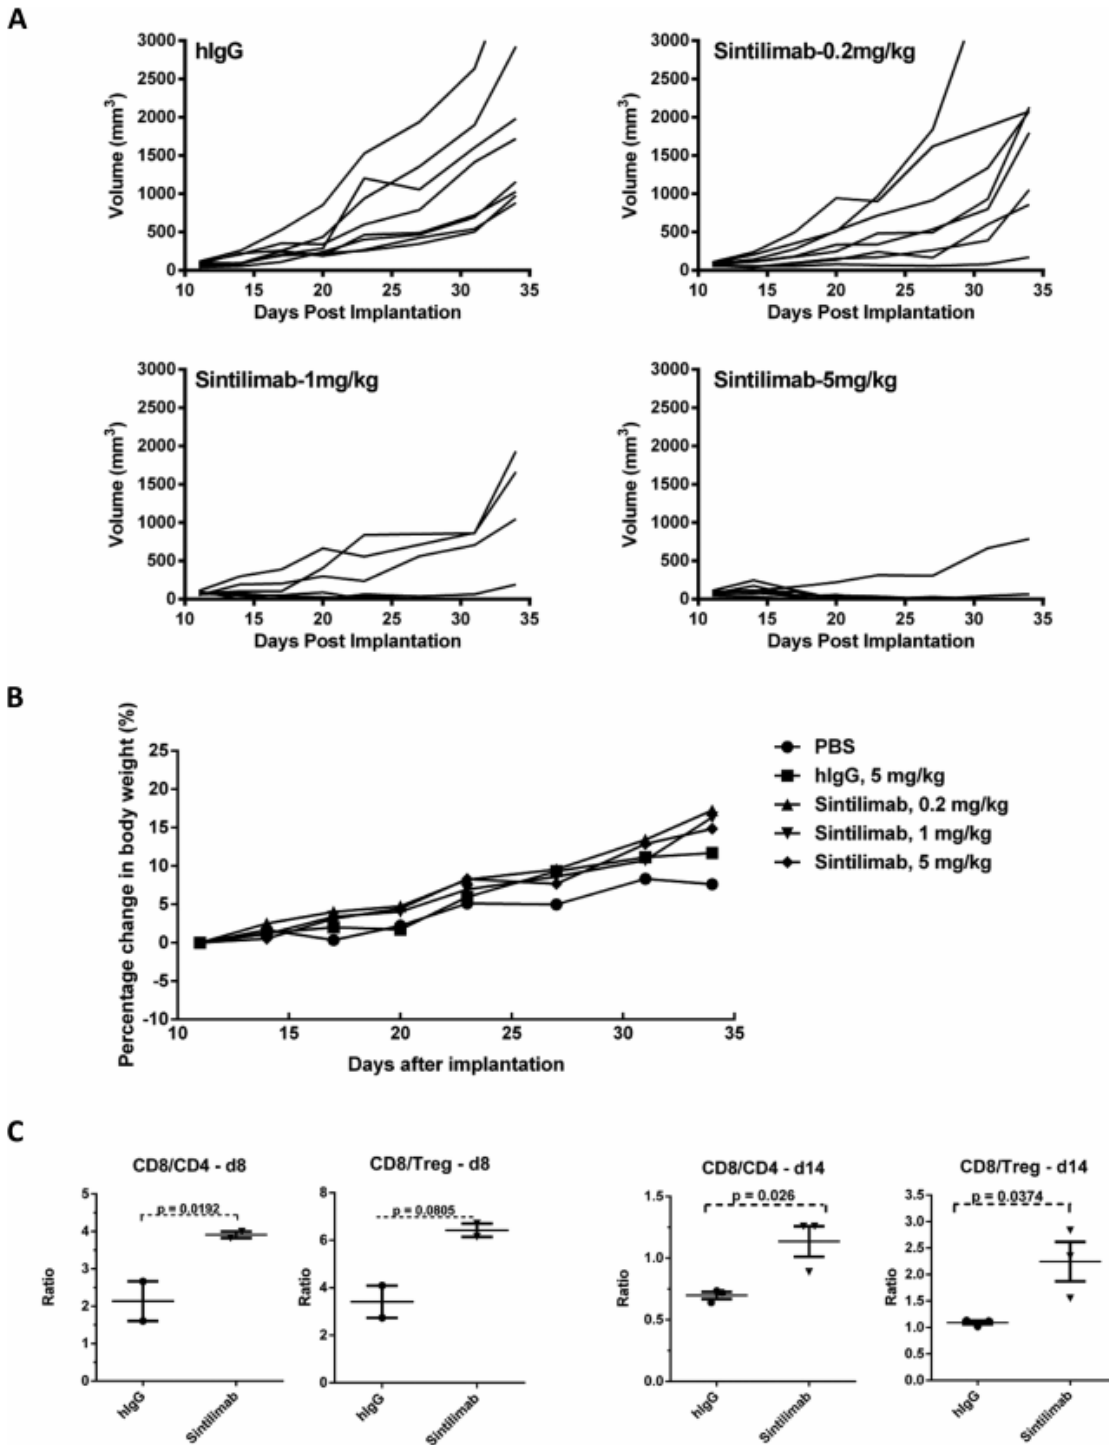 A
hIgG
3000
2500
2000
1500
1000
500
0
Volume (mm³)
10 15 20 25 30 35
Days Post Implantation
Sintilimab-0.2mg/kg
3000
2500
2000
1500
1000
500
0
Volume (mm³)
10 15 20 25 30 35
Days Post Implantation
Sintilimab-1mg/kg
3000
2500
2000
1500
1000
500
0
Volume (mm³)
10 15 20 25 30 35
Days Post Implantation
Sintilimab-5mg/kg
3000
2500
2000
1500
1000
500
0
Volume (mm³)
10 15 20 25 30 35
Days Post Implantation
B
Percentage change in body weight (%)
25
20
15
10
5
0
-5
-10
10 15 20 25 30 35
Days after implantation
PBS
hIgG, 5 mg/kg
Sintilimab, 0.2 mg/kg
Sintilimab, 1 mg/kg
Sintilimab, 5 mg/kg
C
CD8/CD4 - d8
p = 0.0192
5
4
3
2
1
0
Ratio
hIgG
Sintilimab
CD8/Treg - d8
p = 0.0805
8
6
4
2
0
Ratio
hIgG
Sintilimab
CD8/CD4 - d14
p = 0.026
1.5
1.0
0.5
0.0
Ratio
hIgG
Sintilimab
CD8/Treg - d14
p = 0.0374
3.5
3.0
2.5
2.0
1.5
1.0
0.5
0.0
Ratio
hIgG
Sintilimab